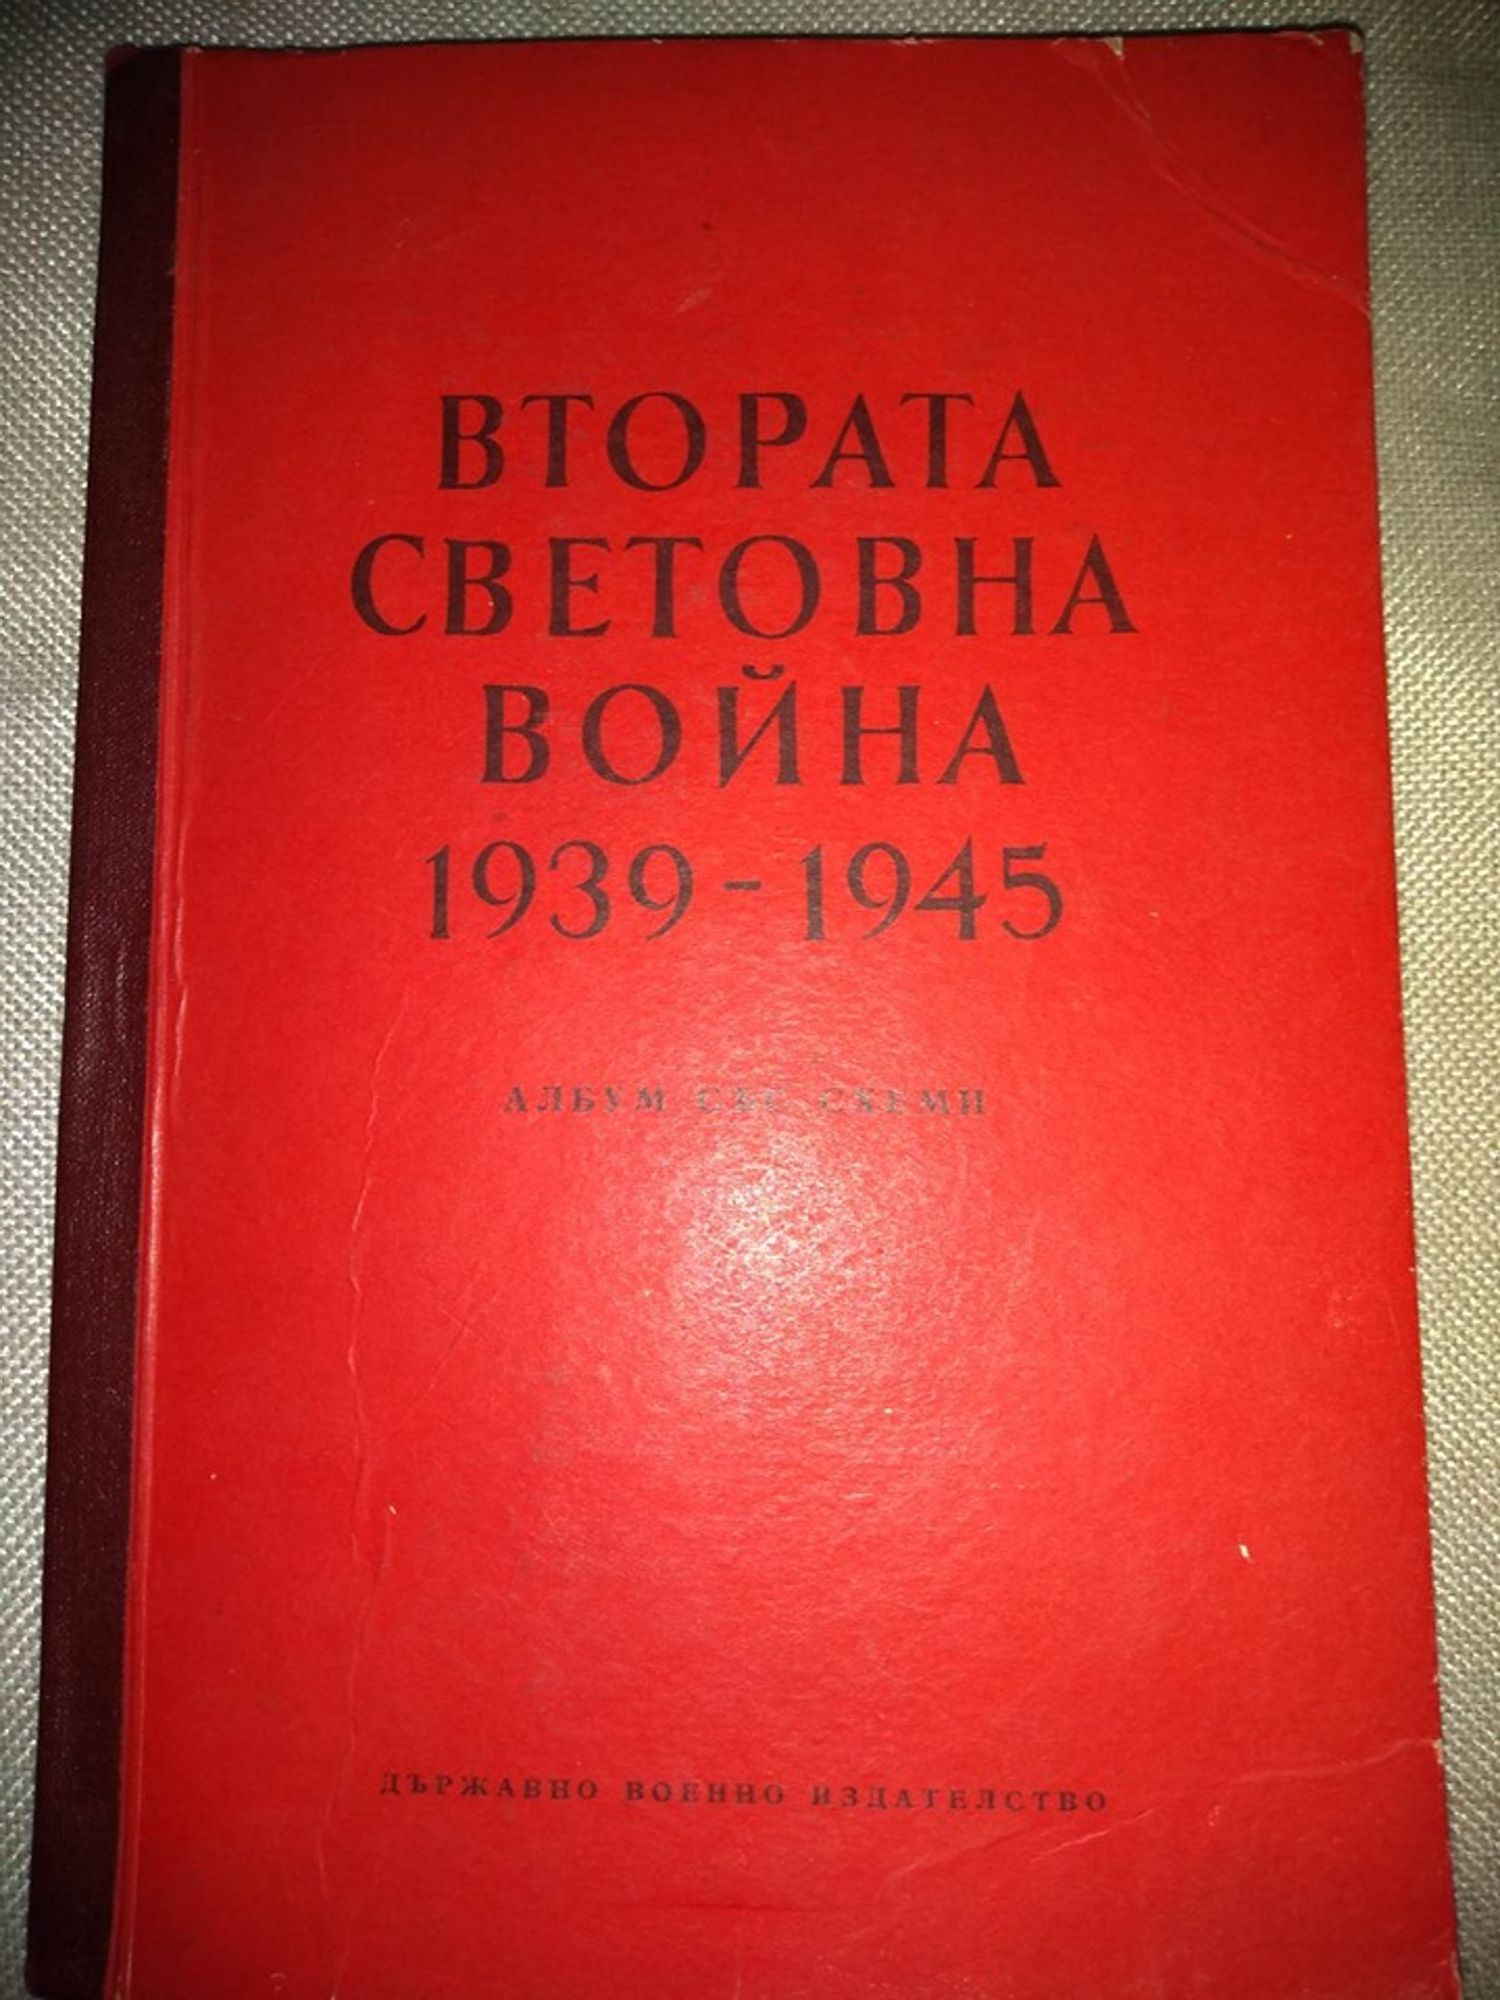 ВТОРАТА
СВЕТОВНА
ВОЙНА
1939-1945
АЛБУМ СЪС СХЕМИ
ДЪРЖАВНО ВОЕННО ИЗДАТЕЛСТВО